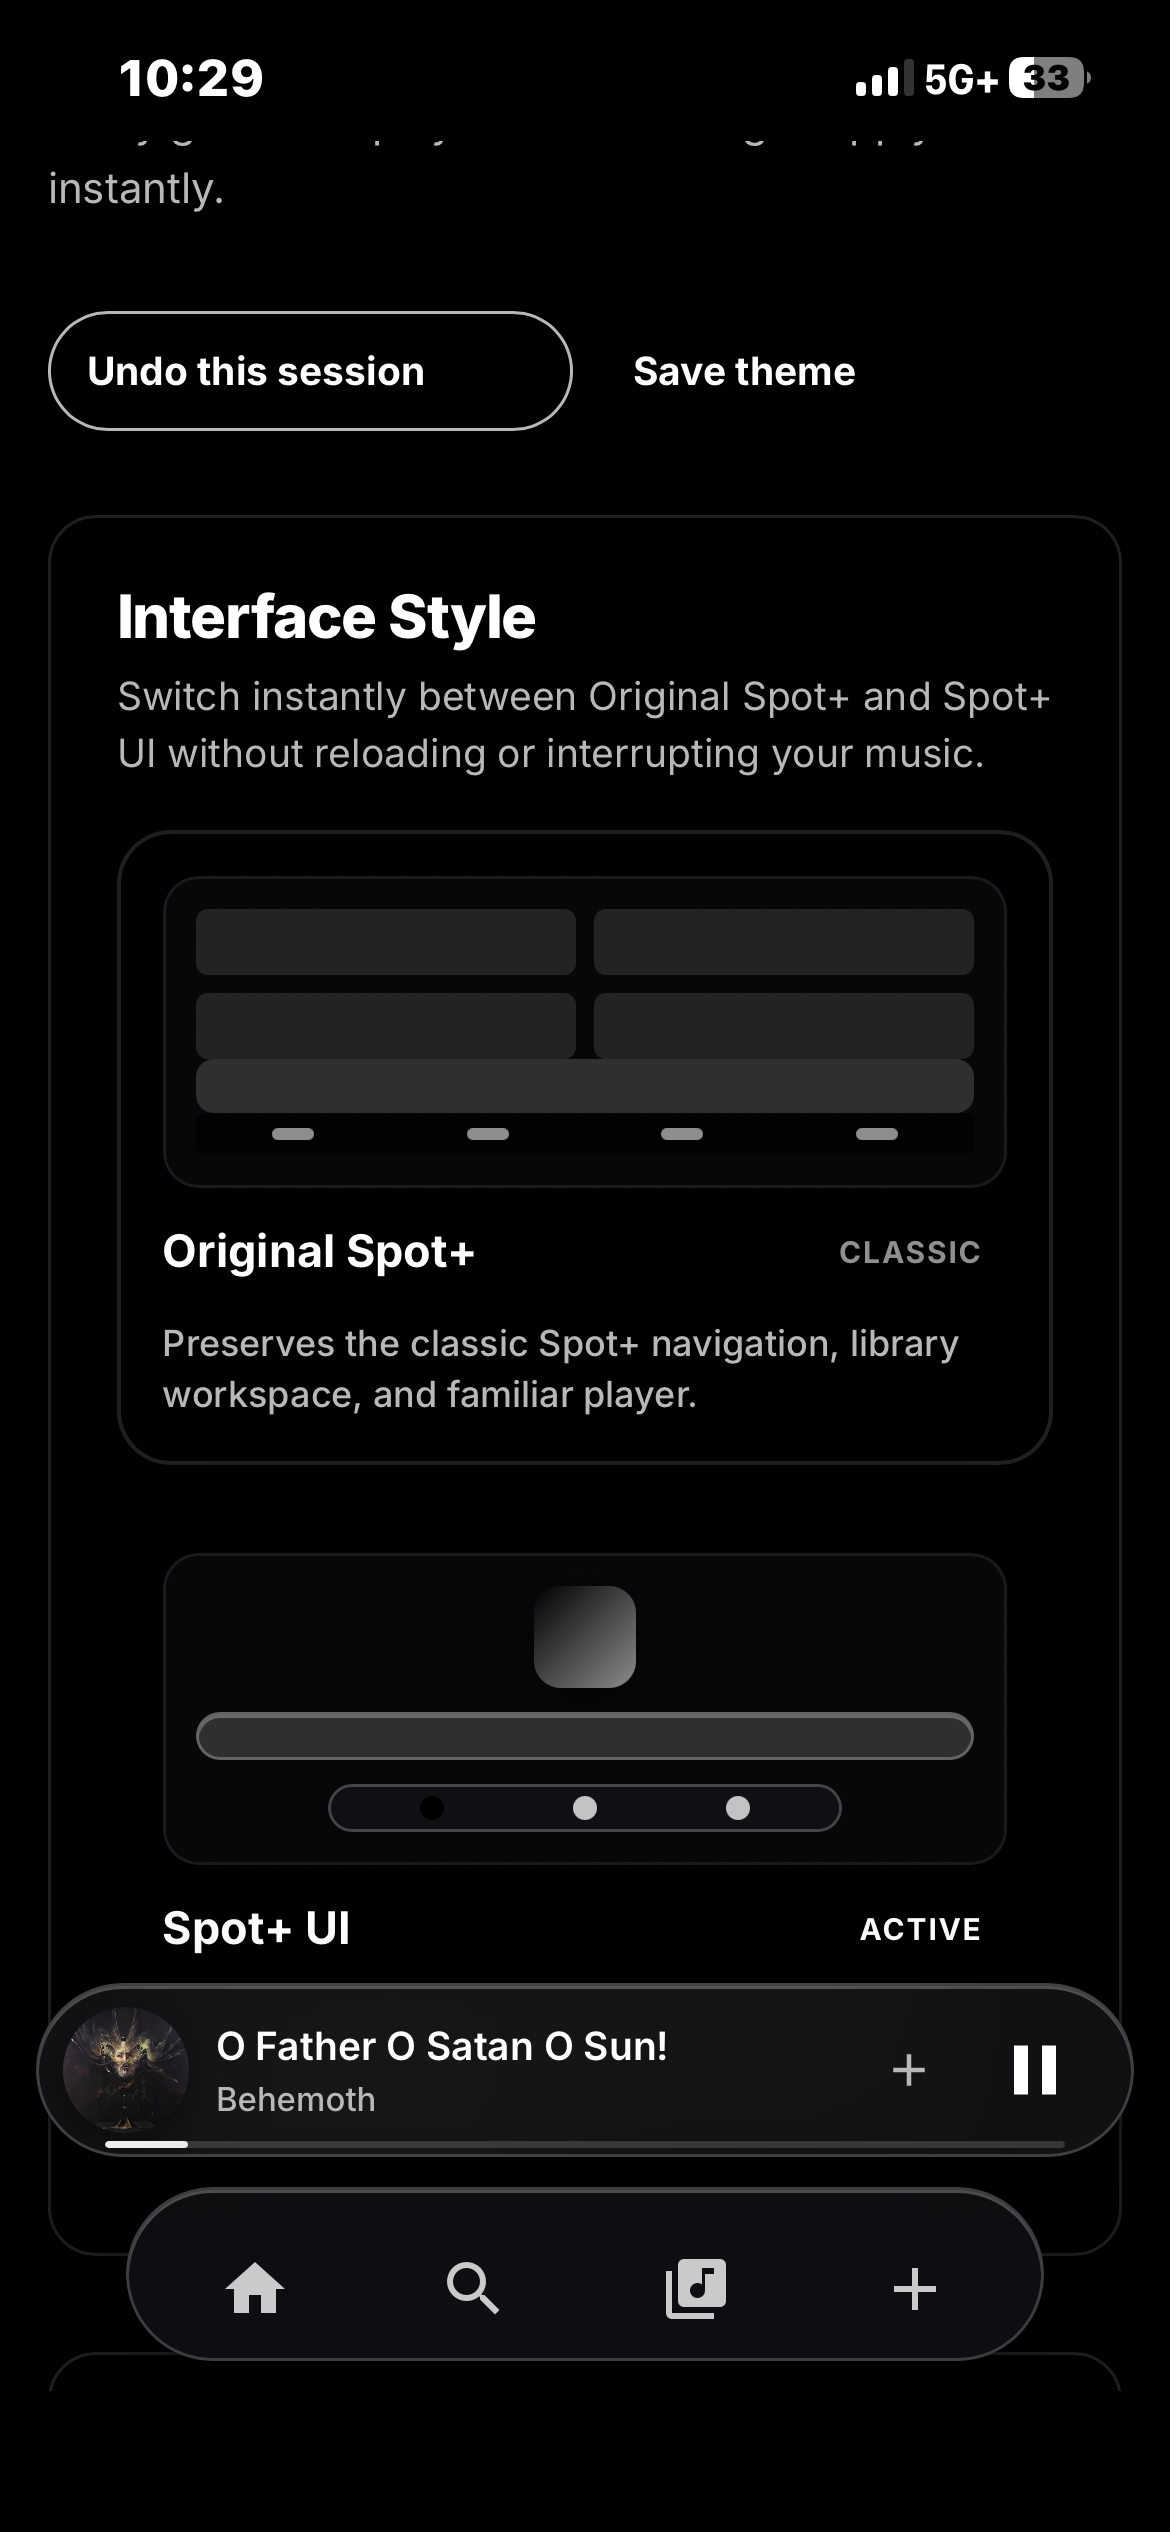 10:29
5G+
33
instantly.
Undo this session
Save theme
Interface Style
Switch instantly between Original Spot+ and Spot+
UI without reloading or interrupting your music.
Original Spot+
CLASSIC
Preserves the classic Spot+ navigation, library
workspace, and familiar player.
Spot+ UI
ACTIVE
O Father O Satan O Sun!
Behemoth